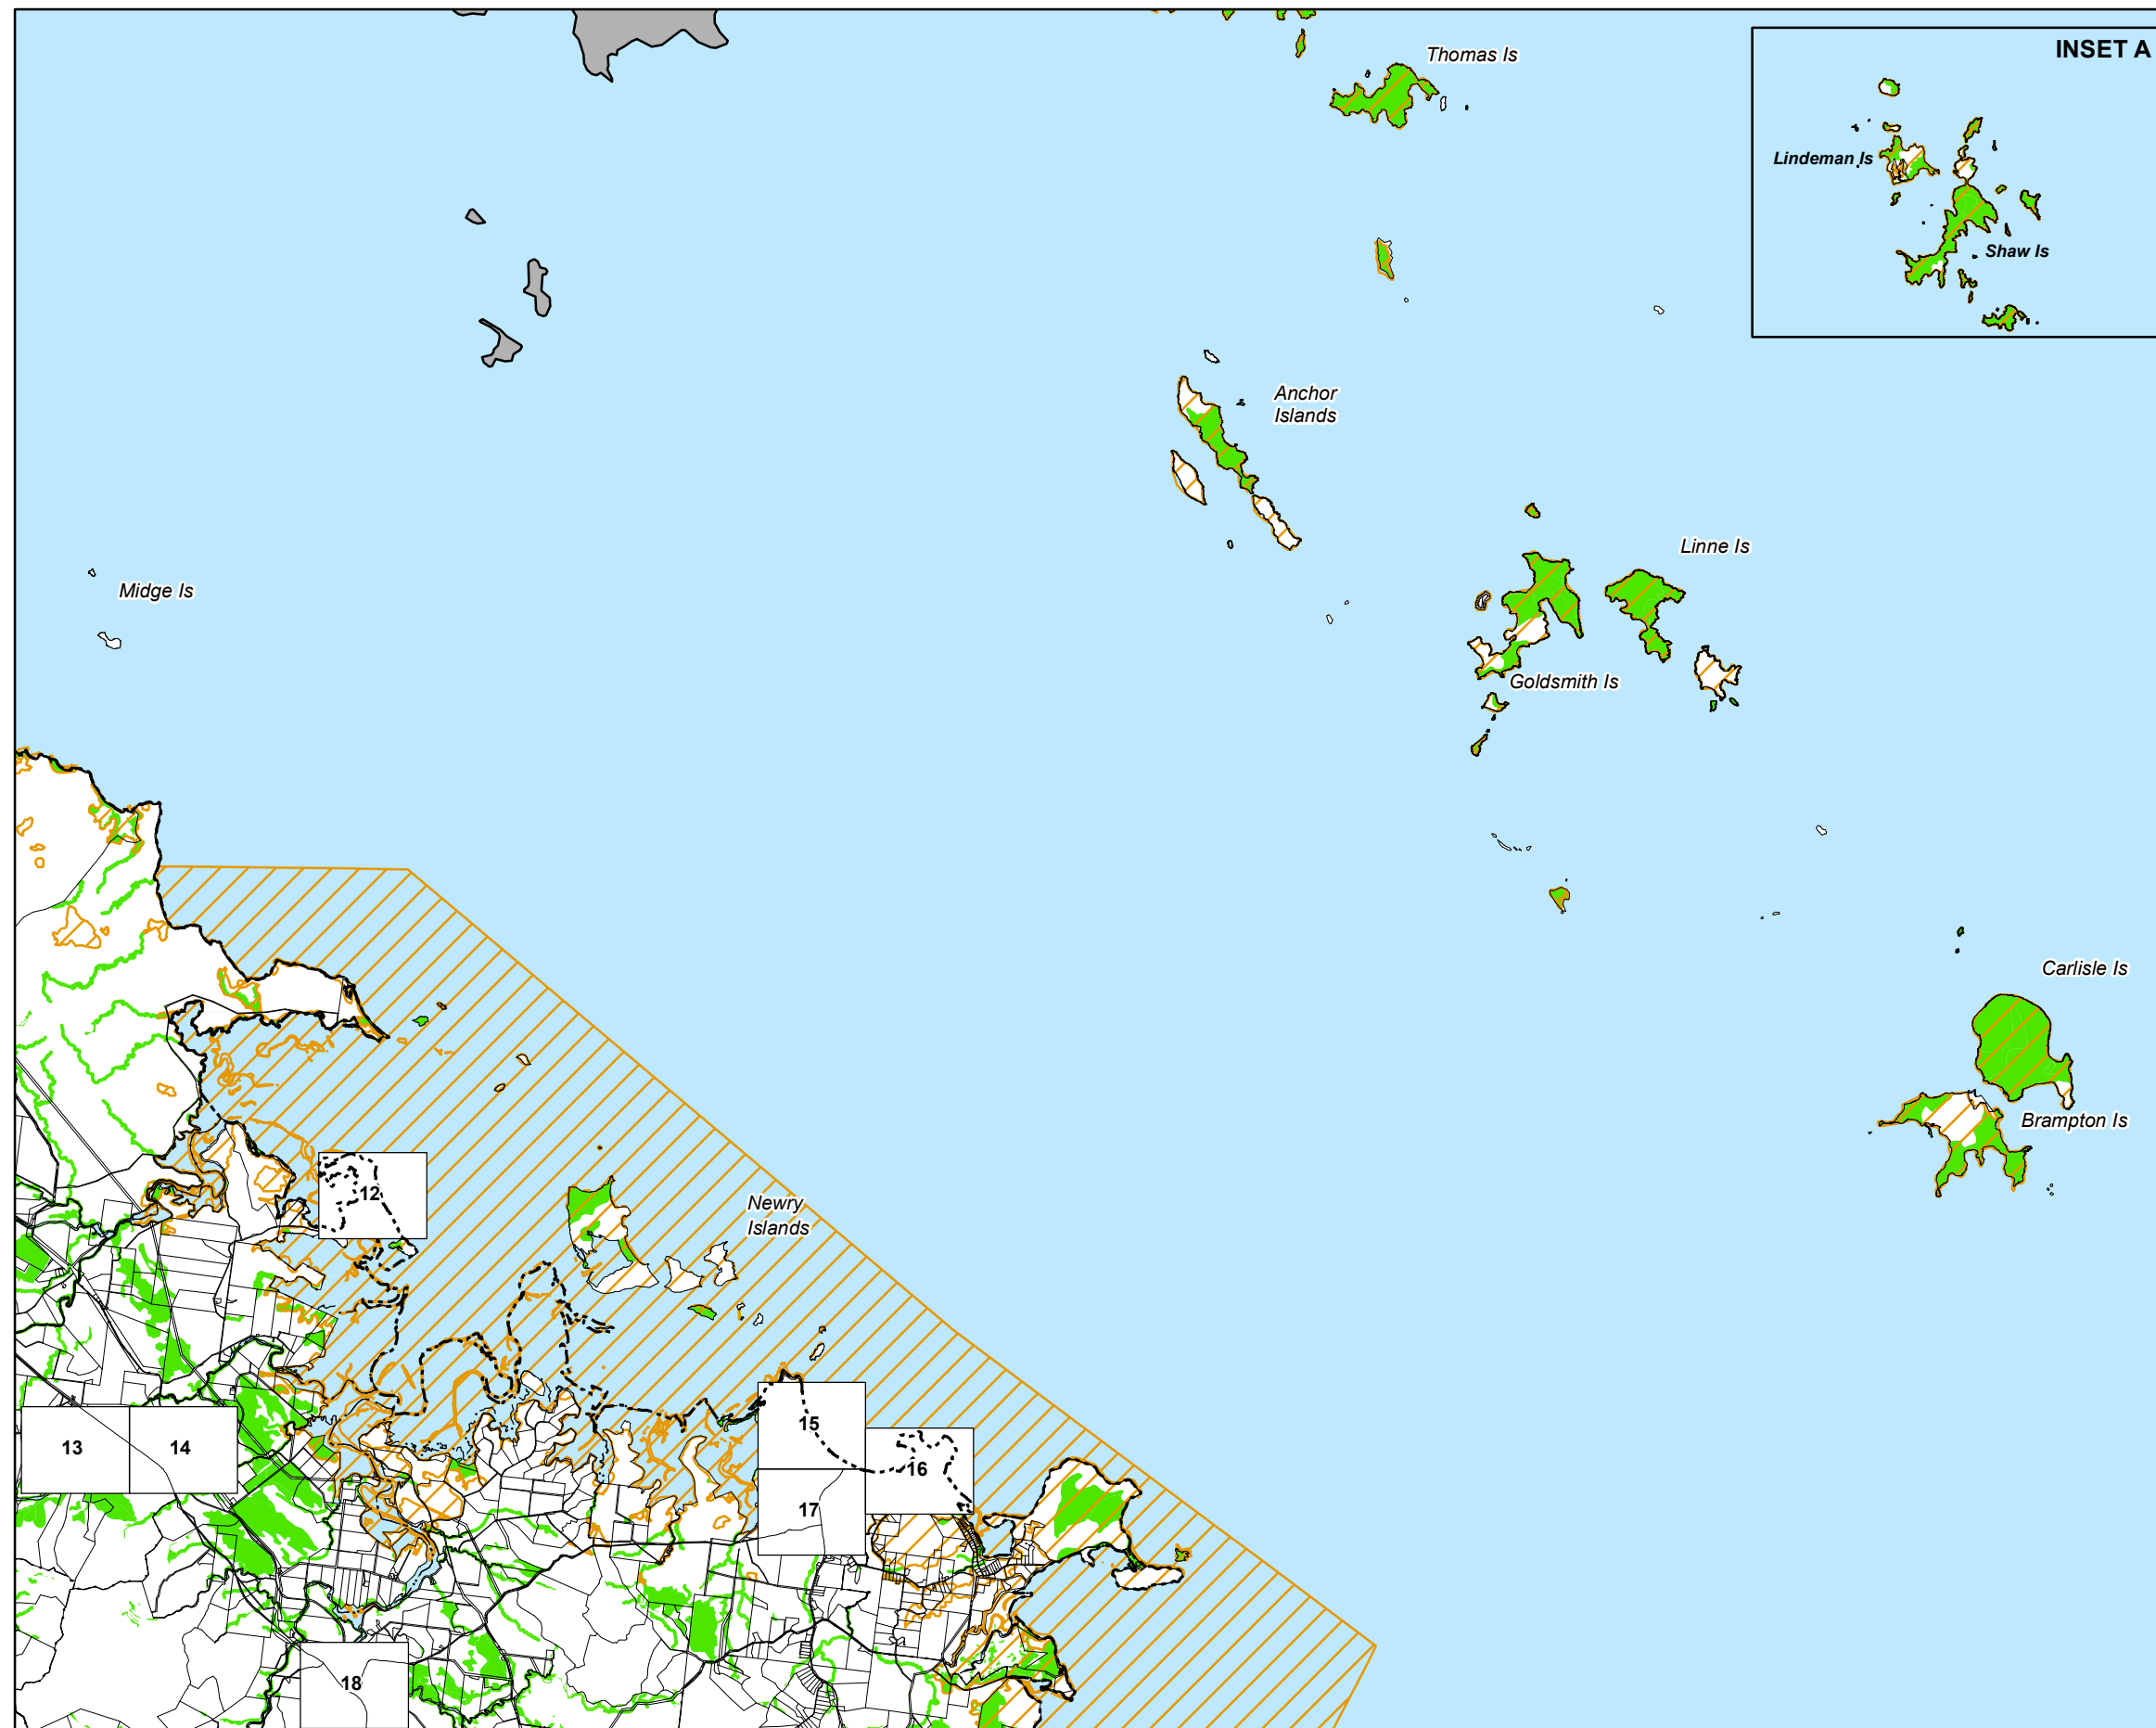 INSET A
Thomas Is
Lindeman Is
Shaw Is
Anchor
Islands
Linne Is
Midge Is
Goldsmith Is
Carlisle Is
Brampton Is
12
Newry
Islands
15
13
14
16
17
18